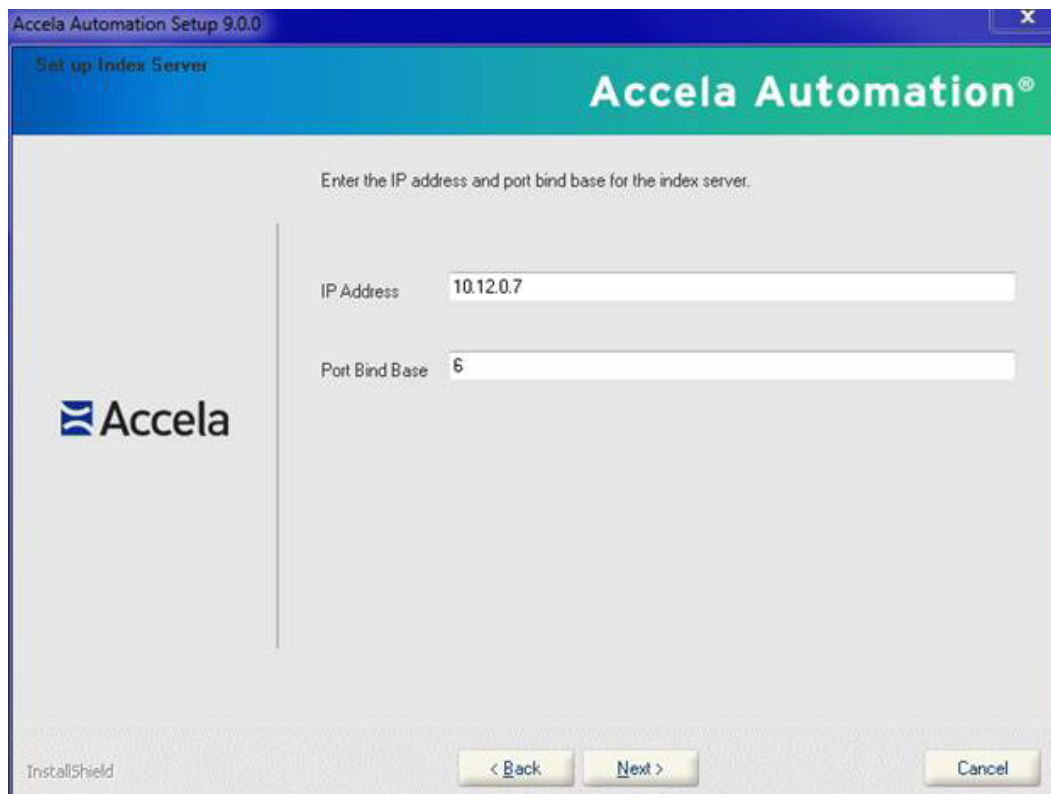 Accela Automation Setup 9.0.0
X
Set up Index Server
Accela Automation®
Enter the IP address and port bind base for the index server.
IP Address 10.12.0.7
Port Bind Base 6
Accela
InstallShield < Back Next > Cancel